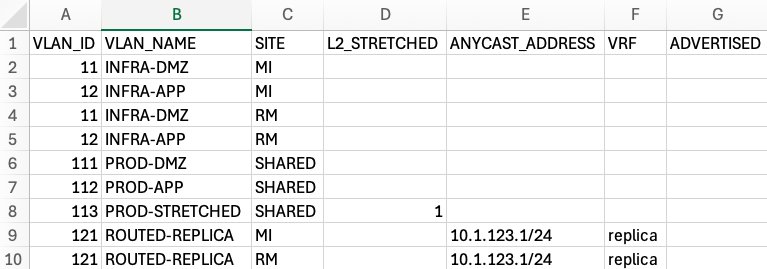 A B C D E F G
1 VLAN_ID VLAN_NAME SITE L2_STRETCHED ANYCAST_ADDRESS VRF ADVERTISED
2 11 INFRA-DMZ MI
3 12 INFRA-APP MI
4 11 INFRA-DMZ RM
5 12 INFRA-APP RM
6 111 PROD-DMZ SHARED
7 112 PROD-APP SHARED
8 113 PROD-STRETCHED SHARED 1
9 121 ROUTED-REPLICA MI 10.1.123.1/24 replica
10 121 ROUTED-REPLICA RM 10.1.123.1/24 replica